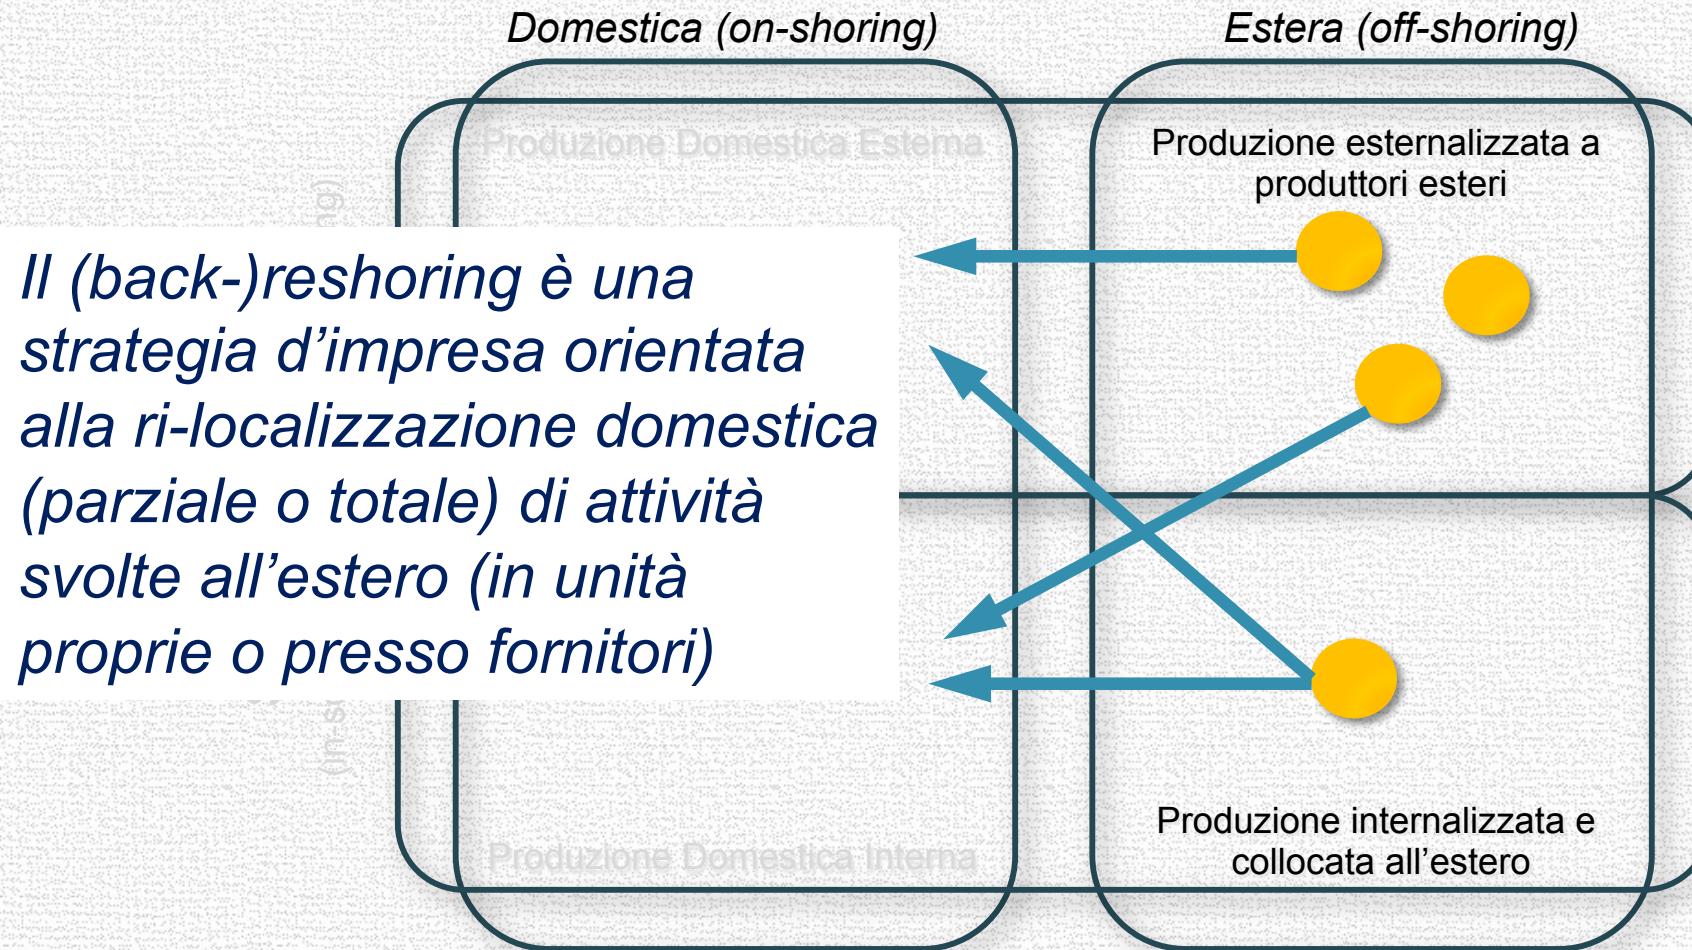 Domestica (on-shoring)
Estera (off-shoring)
Produzione Domestica Esterna
Produzione esternalizzata a
produttori esteri
Il (back-)reshoring è una
strategia d’impresa orientata
alla ri-localizzazione domestica
(parziale o totale) di attività
svolte all’estero (in unità
proprie o presso fornitori)
Produzione internalizzata e
collocata all’estero
Produzione Domestica Interna